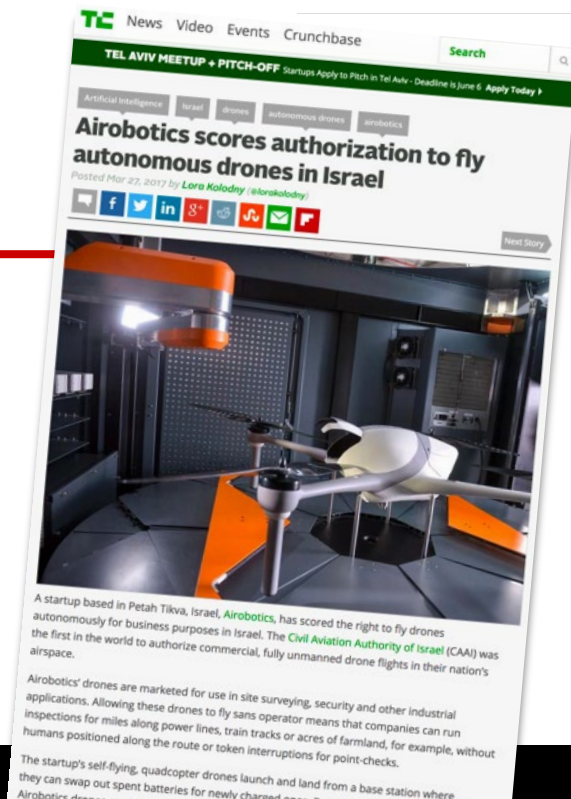 TC News Video Events Crunchbase
Search
TEL AVIV MEETUP + PITCH-OFF Startups Apply to Pitch in Tel Aviv - Deadline is June 6 Apply Today
Artificial Intelligence Israel drones autonomous drones airobotics
Airobotics scores authorization to fly
autonomous drones in Israel
Posted Mar 27, 2017 by Lora Kolodny (@lorakolodny)
f in g+
Next Story
A startup based in Petah Tikva, Israel, Airobotics, has scored the right to fly drones
autonomously for business purposes in Israel. The Civil Aviation Authority of Israel (CAAI) was
the first in the world to authorize commercial, fully unmanned drone flights in their nation's
airspace.
Airobotics' drones are marketed for use in site surveying, security and other industrial
applications. Allowing these drones to fly sans operator means that companies can run
inspections for miles along power lines, train tracks or acres of farmland, for example, without
humans positioned along the route or token interruptions for point-checks.
The startup's self-flying, quadcopter drones launch and land from a base station where
they can swap out spent batteries for newly charged
Airobotics